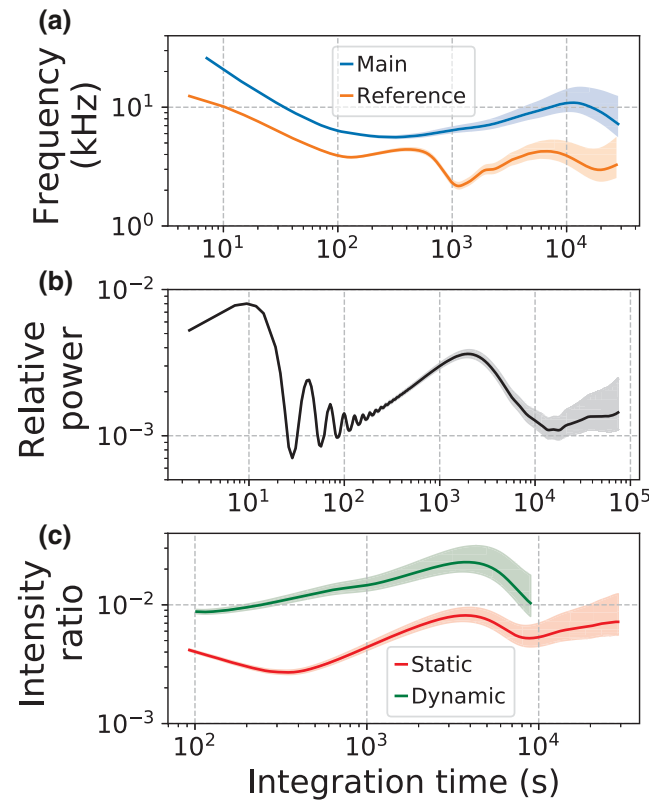 (a)
Frequency
(kHz)
10^1
10^0
Main
Reference
10^1
10^2
10^3
10^4
(b)
Relative
power
10^-2
10^-3
10^1
10^2
10^3
10^4
10^5
(c)
Intensity
ratio
10^-2
10^-3
Static
Dynamic
10^2
10^3
10^4
Integration time (s)